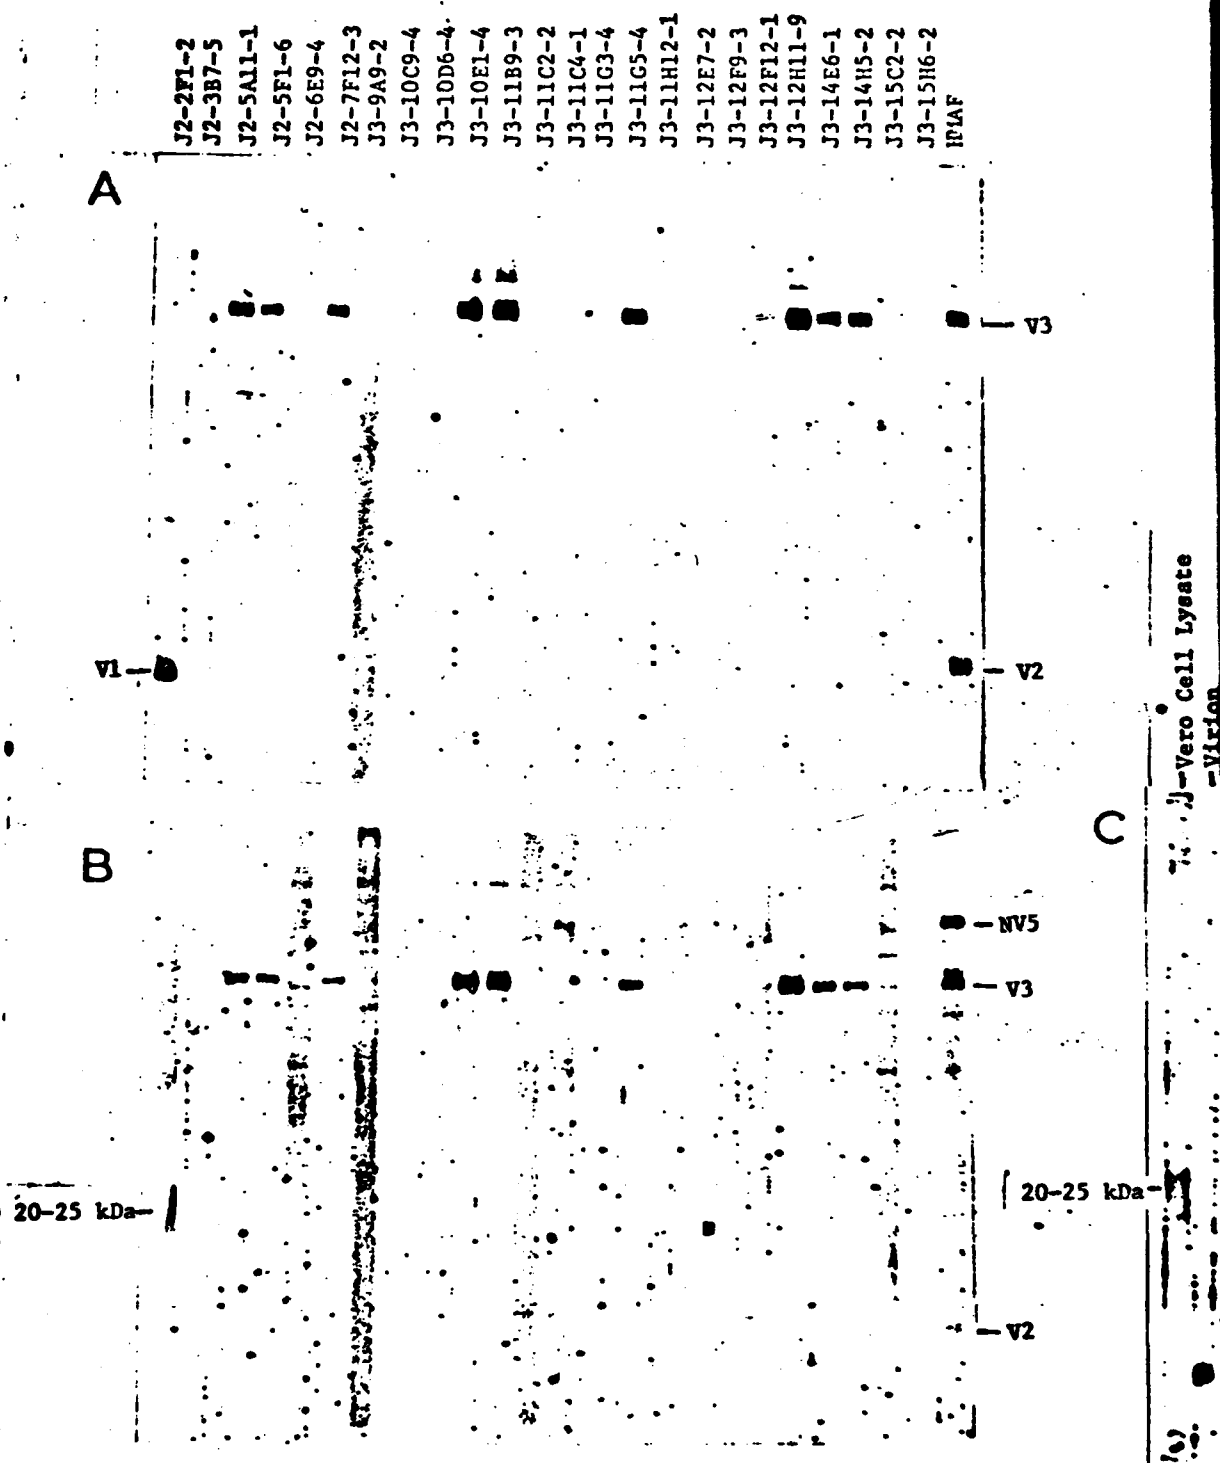 J2-2F1-2
J2-3B7-5
J2-5A11-1
J2-5F1-6
J2-6E9-4
J2-7F12-3
J3-9A9-2
J3-10C9-4
J3-10D6-4
J3-10E1-4
J3-11B9-3
J3-11C2-2
J3-11C4-1
J3-11G3-4
J3-11G5-4
J3-11H12-1
J3-12E7-2
J3-12F9-3
J3-12F12-1
J3-12H11-9
J3-14E6-1
J3-14H5-2
J3-15C2-2
J3-15H6-2
HMAF
A
V3
V1
V2
B
NV5
V3
20-25 kDa
V2
C
-Vero Cell Lysate
-Virion
20-25 kDa